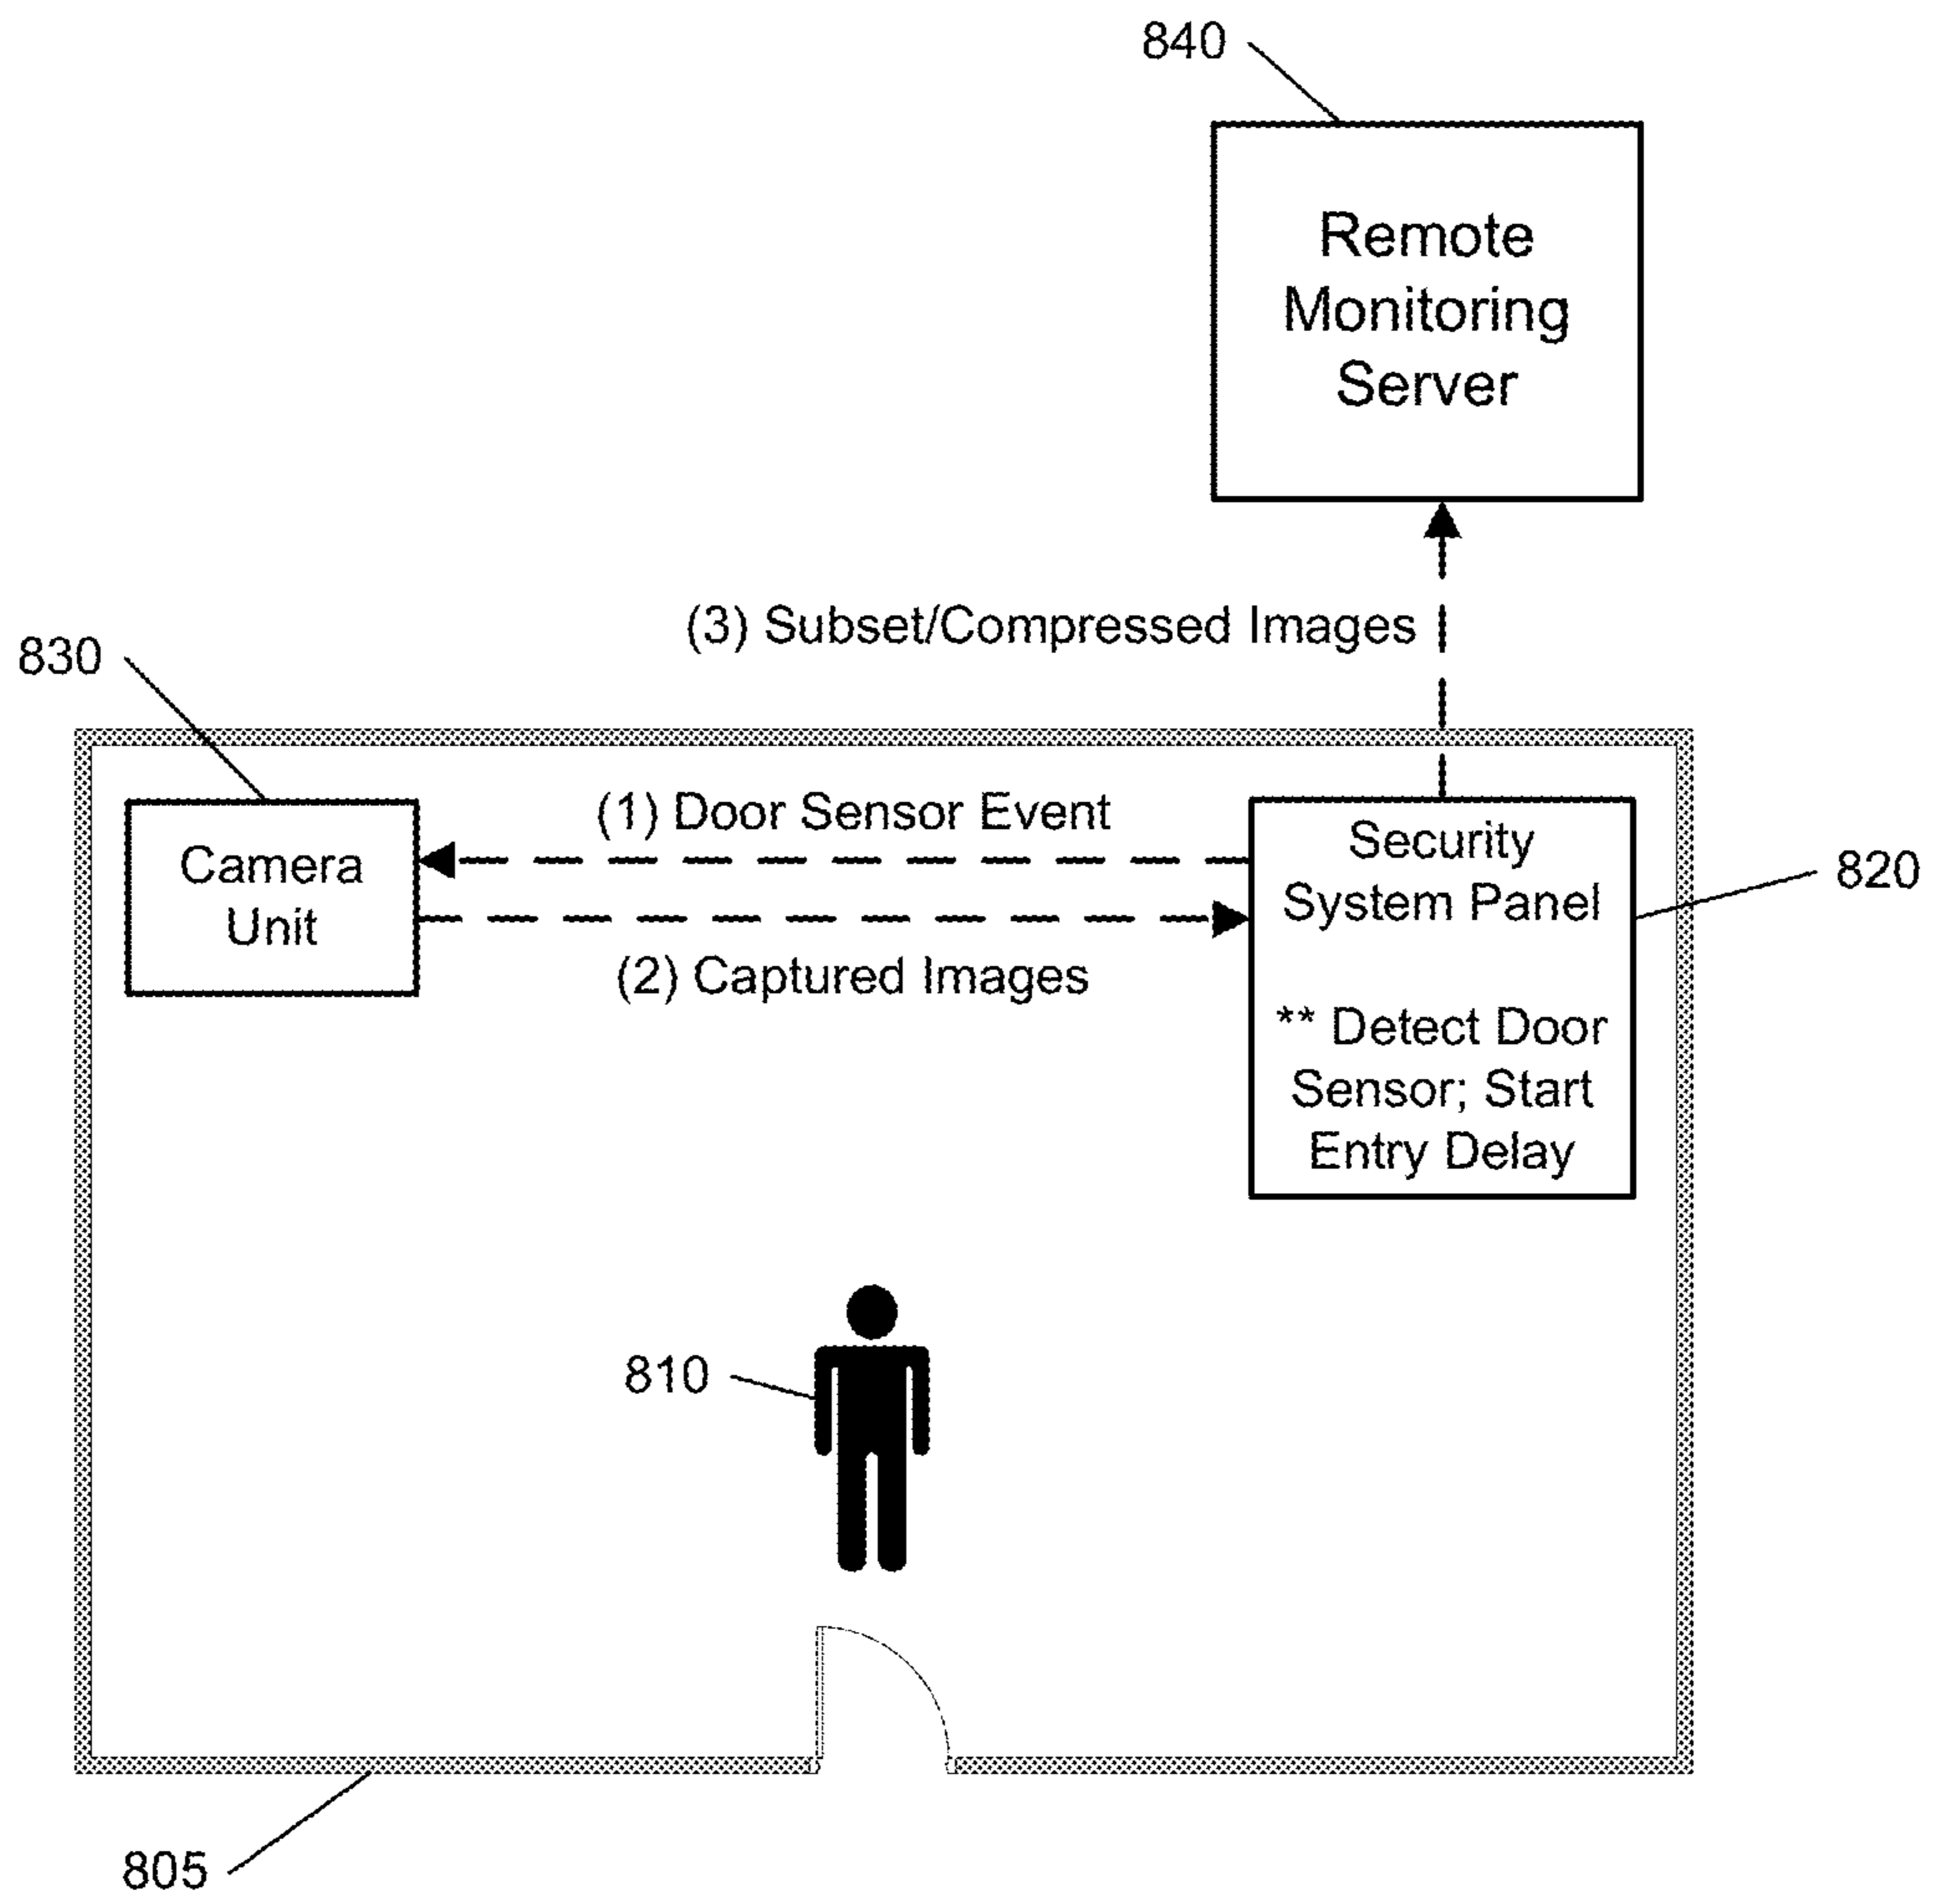 840
Remote
Monitoring
Server
(3) Subset/Compressed Images
830
(1) Door Sensor Event
Camera
Unit
(2) Captured Images
Security
System Panel
** Detect Door
Sensor; Start
Entry Delay
820
810
805